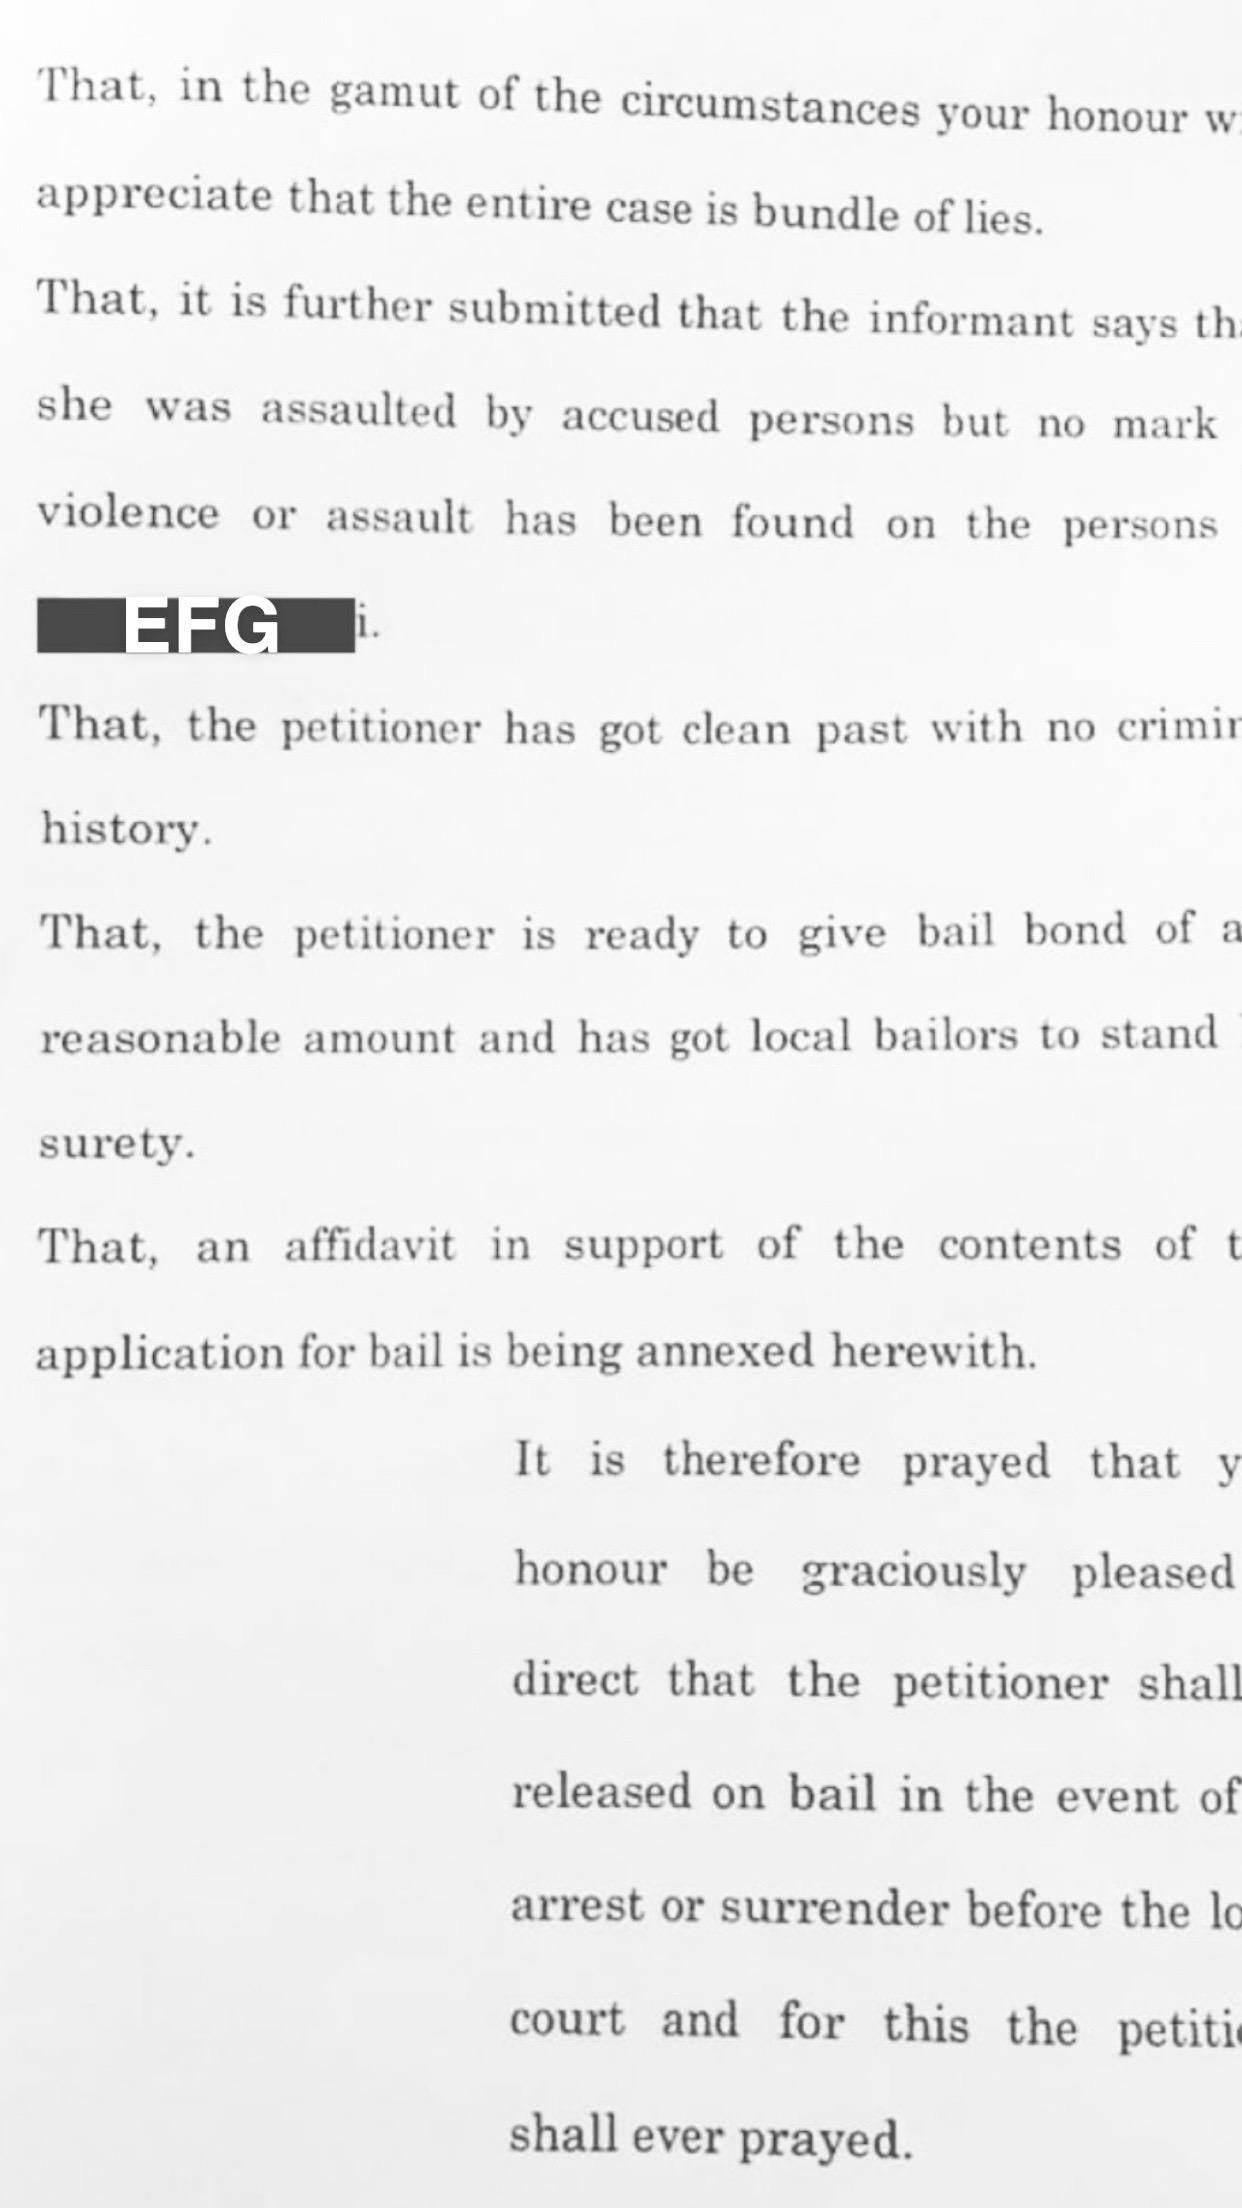 That, in the gamut of the circumstances your honour
appreciate that the entire case is bundle of lies.
That, it is further submitted that the informant says
she was assaulted by accused persons but no mark
violence or assault has been found on the persons
EFG i.
That, the petitioner has got clean past with no
history.
That, the petitioner is ready to give bail bond of
reasonable amount and has got local bailors to stand
surety.
That, an affidavit in support of the contents of
application for bail is being annexed herewith.
It is therefore prayed that
honour be graciously pleased
direct that the petitioner shall
released on bail in the event of
arrest or surrender before the
court and for this the
shall ever prayed.